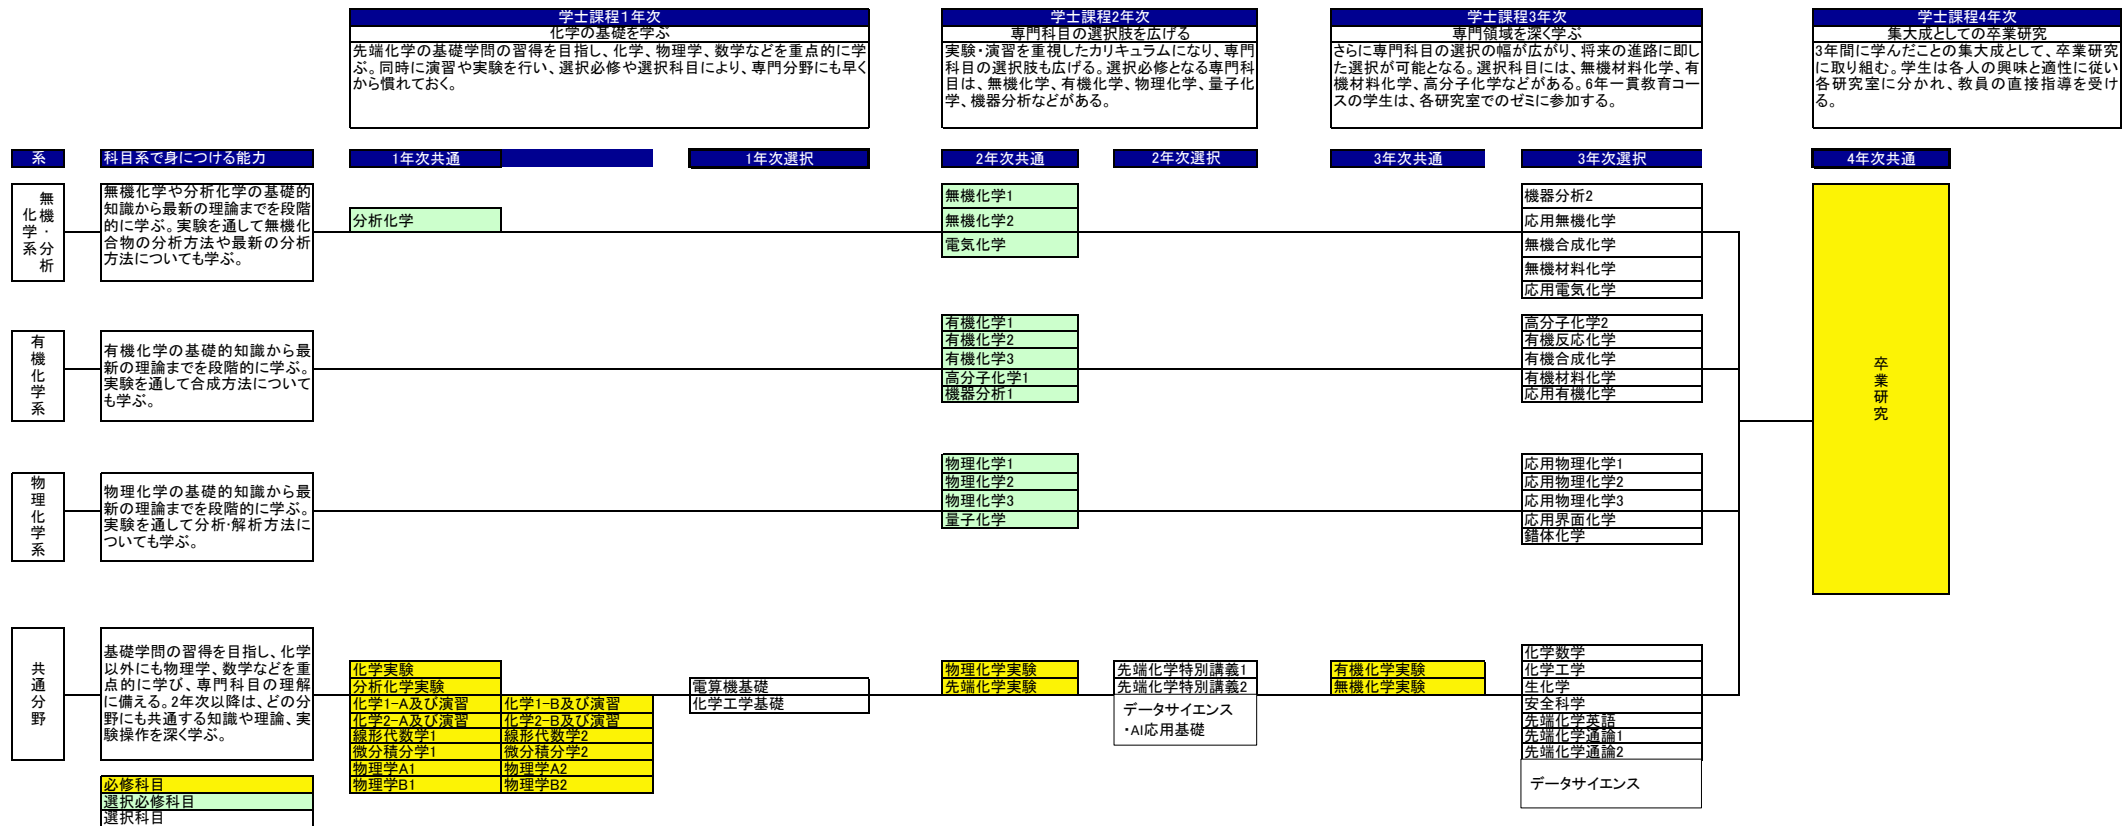 学士課程1年次
化学の基礎を学ぶ
先端化学の基礎学問の習得を目指し、化学、物理学、数学などを重点的に学
ぶ。同時に演習や実験を行い、選択必修や選択科目により、専門分野にも早く
から慣れておく。
学士課程2年次
専門科目の選択肢を広げる
実験・演習を重視したカリキュラムになり、専門
科目の選択肢も広げる。選択必修となる専門科
目は、無機化学、有機化学、物理化学、量子化
学、機器分析などがある。
学士課程3年次
専門領域を深く学ぶ
さらに専門科目の選択の幅が広がり、将来の進路に即し
た選択が可能となる。選択科目には、無機材料化学、有
機材料化学、高分子化学などがある。6年一貫教育コー
スの学生は、各研究室でのゼミに参加する。
学士課程4年次
集大成としての卒業研究
3年間に学んだことの集大成として、卒業研究
に取り組む。学生は各人の興味と適性に従い
各研究室に分かれ、教員の直接指導を受け
る。
系
科目系で身につける能力
1年次共通
1年次選択
2年次共通
2年次選択
3年次共通
3年次選択
4年次共通
無機・分析
化学系
無機化学や分析化学の基礎的
知識から最新の理論までを段階
的に学ぶ。実験を通して無機化
合物の分析方法や最新の分析
方法についても学ぶ。
分析化学
無機化学1
無機化学2
電気化学
機器分析2
応用無機化学
無機合成化学
無機材料化学
応用電気化学
有機化学系
有機化学の基礎的知識から最
新の理論までを段階的に学ぶ。
実験を通して合成方法について
も学ぶ。
有機化学1
有機化学2
有機化学3
高分子化学1
機器分析1
高分子化学2
有機反応化学
有機合成化学
有機材料化学
応用有機化学
卒業研究
物理化学系
物理化学の基礎的知識から最
新の理論までを段階的に学ぶ。
実験を通して分析・解析方法に
ついても学ぶ。
物理化学1
物理化学2
物理化学3
量子化学
応用物理化学1
応用物理化学2
応用物理化学3
応用界面化学
錯体化学
共通分野
基礎学問の習得を目指し、化学
以外にも物理学、数学などを重
点的に学び、専門科目の理解
に備える。2年次以降は、どの分
野にも共通する知識や理論、実
験操作を深く学ぶ。
化学実験
分析化学実験
化学1-A及び演習
化学1-B及び演習
化学2-A及び演習
化学2-B及び演習
線形代数学1
線形代数学2
微分積分学1
微分積分学2
物理学A1
物理学A2
物理学B1
物理学B2
電算機基礎
化学工学基礎
物理化学実験
先端化学実験
先端化学特別講義1
先端化学特別講義2
データサイエンス
・AI応用基礎
有機化学実験
無機化学実験
化学数学
化学工学
生化学
安全科学
先端化学英語
先端化学通論1
先端化学通論2
データサイエンス
必修科目
選択必修科目
選択科目